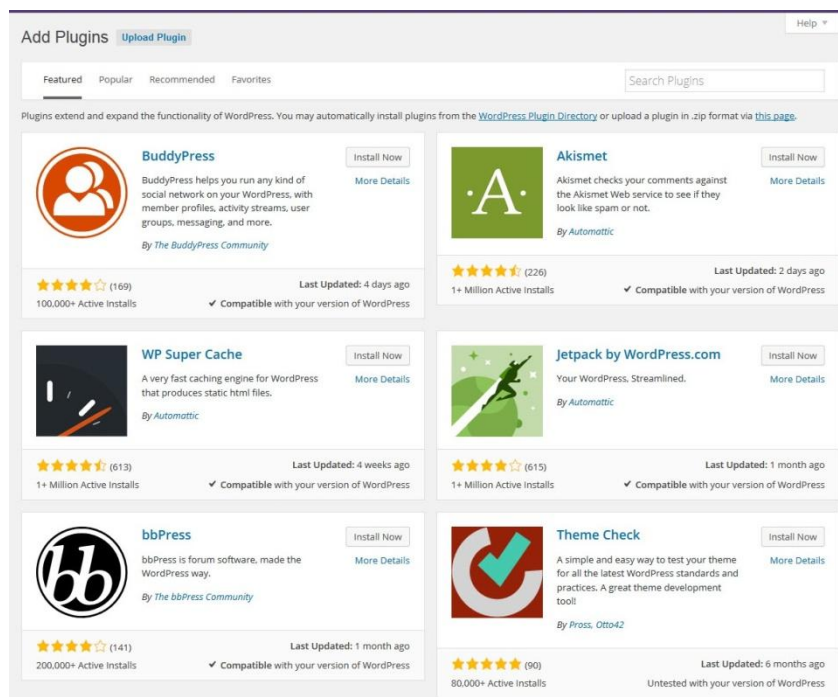 Help
Add Plugins Upload Plugin
Featured Popular Recommended Favorites Search Plugins
Plugins extend and expand the functionality of WordPress. You may automatically install plugins from the WordPress Plugin Directory or upload a plugin in .zip format via this page.
BuddyPress
Install Now
BuddyPress helps you run any kind of
More Details
social network on your WordPress, with
member profiles, activity streams, user
groups, messaging, and more.
By The BuddyPress Community
(169) Last Updated: 4 days ago
100,000+ Active Installs ✔ Compatible with your version of WordPress
·A·
Akismet
Install Now
Akismet checks your comments against
More Details
the Akismet Web service to see if they
look like spam or not.
By Automattic
(226) Last Updated: 2 days ago
1+ Million Active Installs ✔ Compatible with your version of WordPress
WP Super Cache
Install Now
A very fast caching engine for WordPress
More Details
that produces static html files.
By Automattic
(613) Last Updated: 4 weeks ago
1+ Million Active Installs ✔ Compatible with your version of WordPress
Jetpack by WordPress.com
Install Now
Your WordPress, Streamlined.
More Details
By Automattic
(615) Last Updated: 1 month ago
1+ Million Active Installs ✔ Compatible with your version of WordPress
bb
bbPress
Install Now
bbPress is forum software, made the
More Details
WordPress way.
By The bbPress Community
(141) Last Updated: 1 month ago
200,000+ Active Installs ✔ Compatible with your version of WordPress
Theme Check
Install Now
A simple and easy way to test your theme
More Details
for all the latest WordPress standards and
practices. A great theme development
tool!
By Pross, Otto42
(90) Last Updated: 6 months ago
80,000+ Active Installs Untested with your version of WordPress